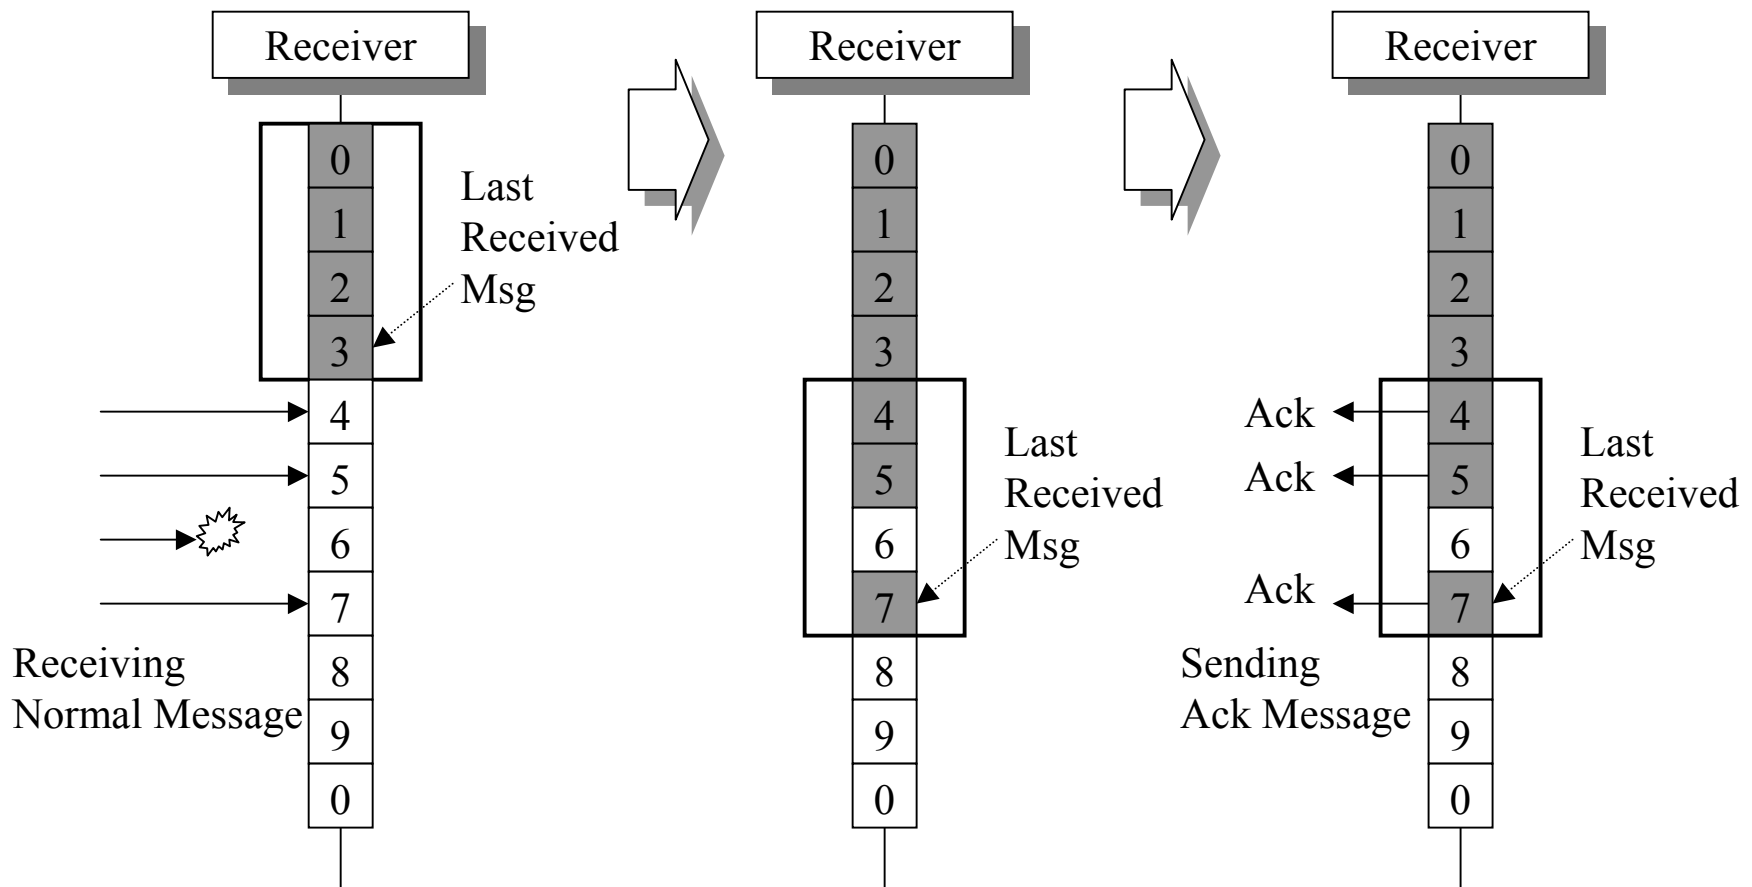 Receiver
0
1
2
3
4
5
6
7
8
9
0
Last
Received
Msg
Receiving
Normal Message
Receiver
0
1
2
3
4
5
6
7
8
9
0
Last
Received
Msg
Receiver
0
1
2
3
4
5
6
7
8
9
0
Ack
Ack
Ack
Last
Received
Msg
Sending
Ack Message